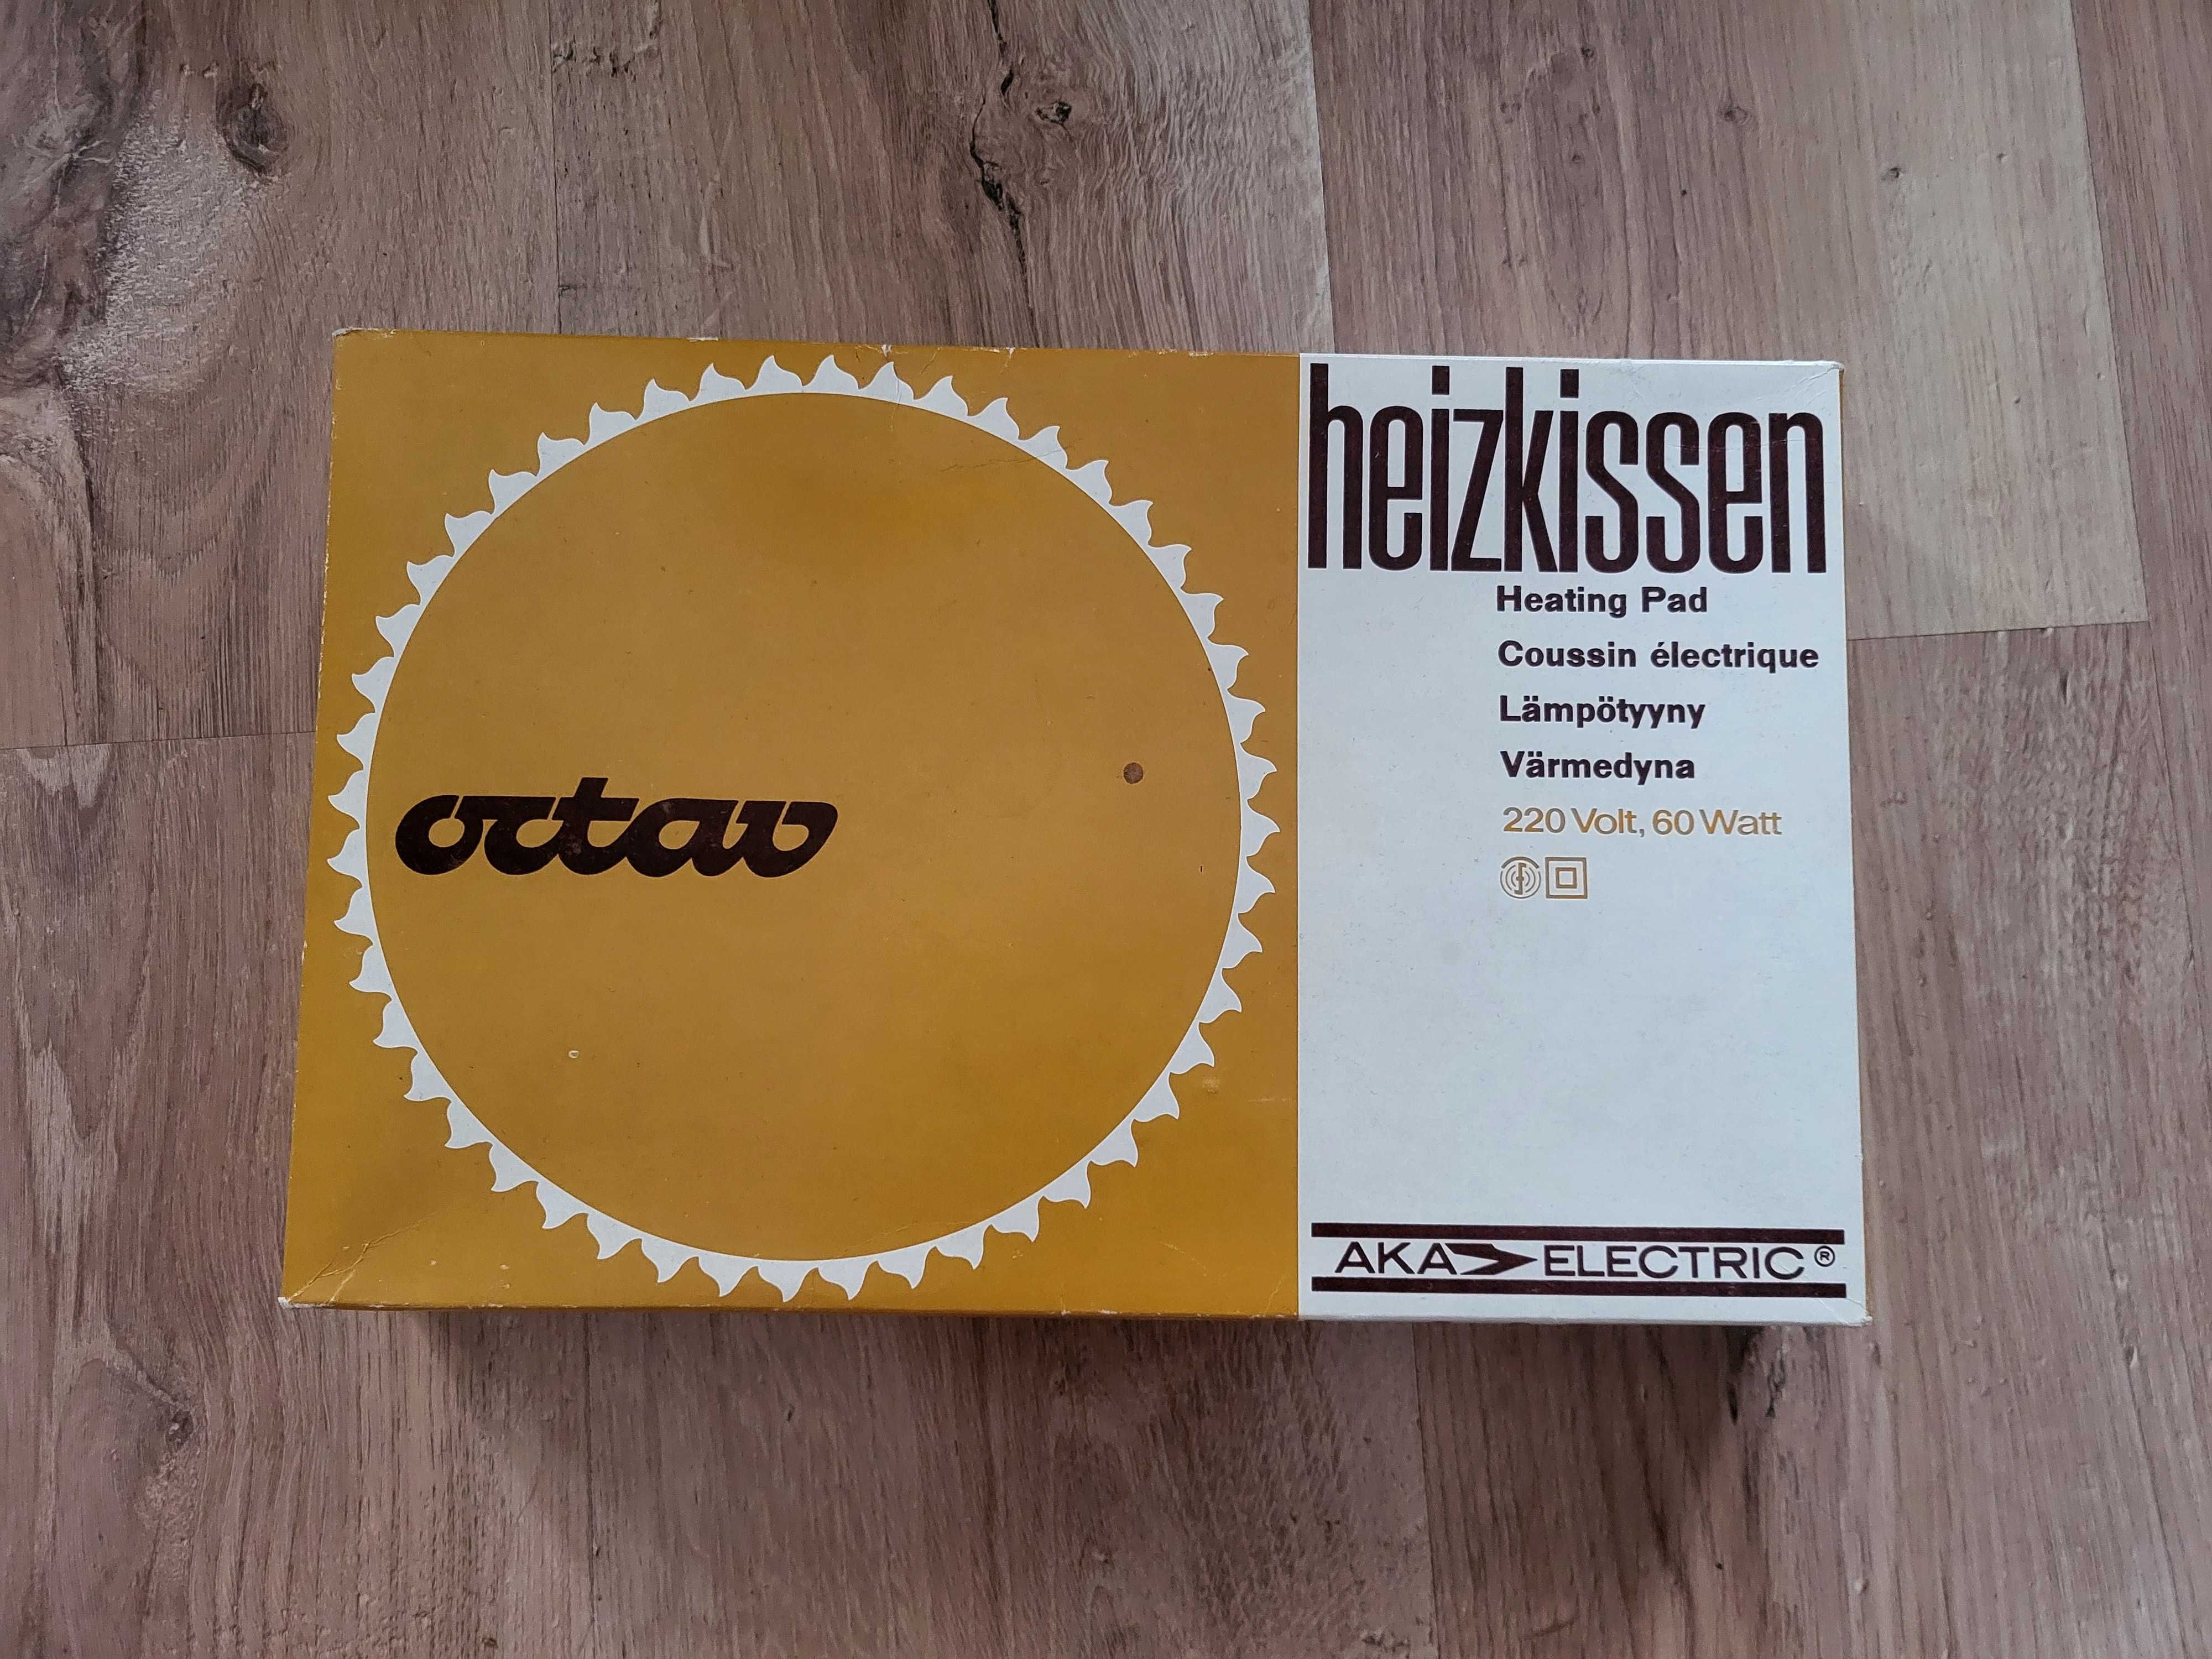 octav
heizkissen
Heating Pad
Coussin électrique
Lämpötyyny
Värmedyna
220 Volt, 60 Watt
AKA ELECTRIC®